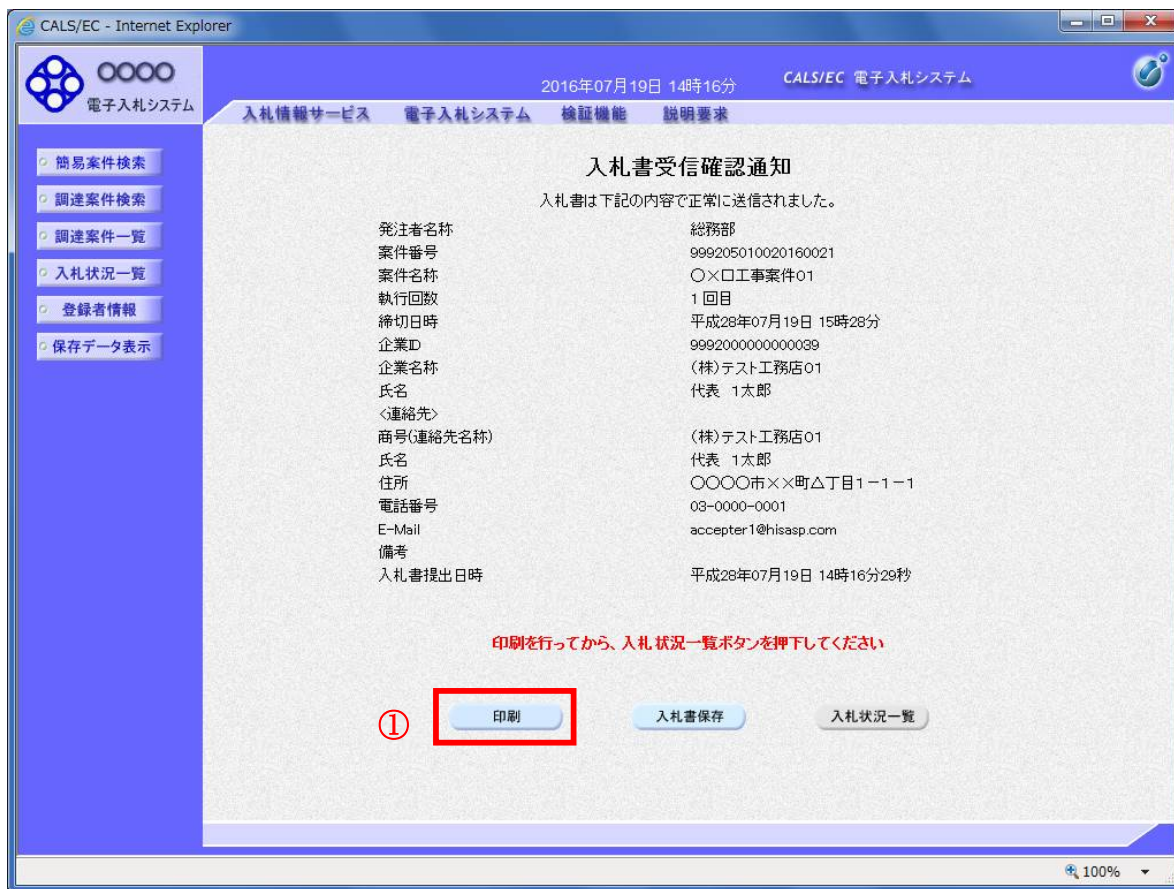 CALS/EC - Internet Explorer
OOOO
電子入札システム
2016年07月19日 14時16分
CALS/EC 電子入札システム
入札情報サービス 電子入札システム 検証機能 説明要求
簡易案件検索
調達案件検索
調達案件一覧
入札状況一覧
登録者情報
保存データ表示
入札書受信確認通知
入札書は下記の内容で正常に送信されました。
発注者名称 総務部
案件番号 999205010020160021
案件名称 〇×口工事案件01
執行回数 1回目
締切日時 平成28年07月19日 15時28分
企業ID 9992000000000039
企業名称 (株)テスト工務店01
氏名 代表 1太郎
<連絡先>
商号(連絡先名称) (株)テスト工務店01
氏名 代表 1太郎
住所 〇〇〇〇市××町△丁目1-1-1
電話番号 03-0000-0001
E-Mail accepter1@hisasp.com
備考
入札書提出日時 平成28年07月19日 14時16分29秒
印刷を行ってから、入札状況一覧ボタンを押下してください
① 印刷 入札書保存 入札状況一覧
100%